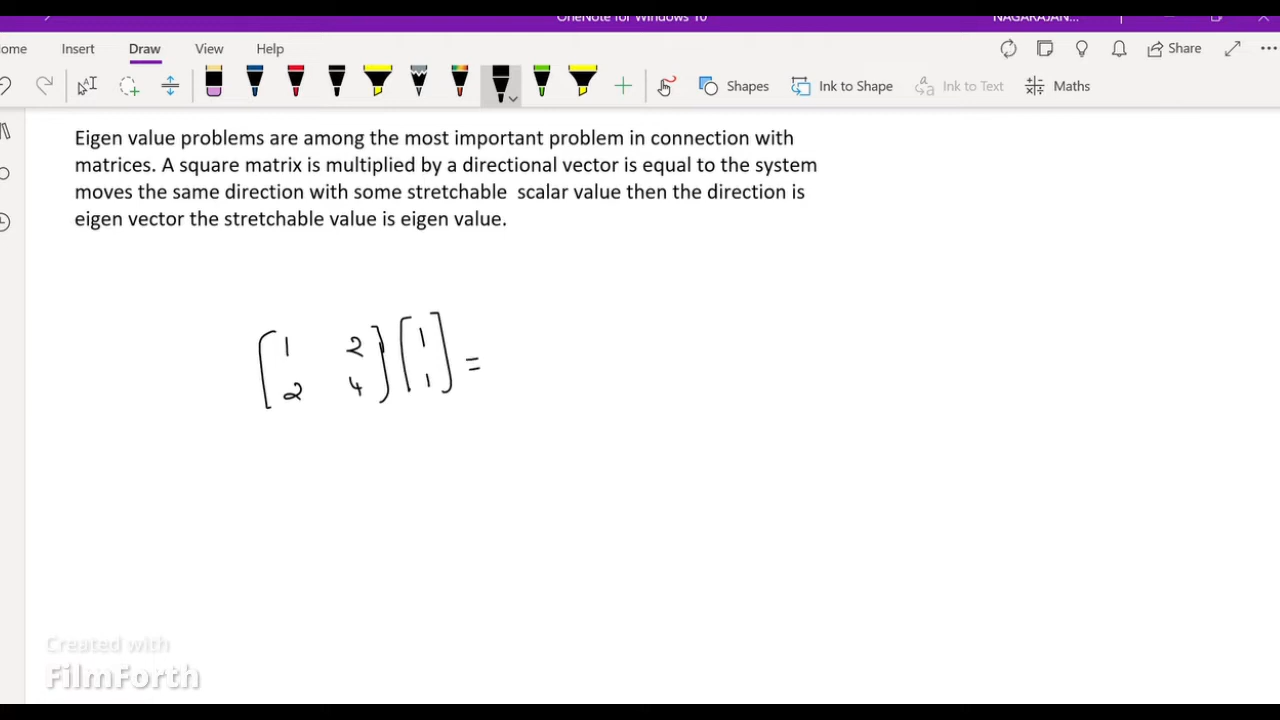 OneNote for Windows 10 NAGARAJAN...
ome Insert Draw View Help Share
Shapes Ink to Shape Ink to Text Maths
Eigen value problems are among the most important problem in connection with
matrices. A square matrix is multiplied by a directional vector is equal to the system
moves the same direction with some stretchable scalar value then the direction is
eigen vector the stretchable value is eigen value.
[1 2] [1] =
[2 4] [1]
Created with
FilmForth